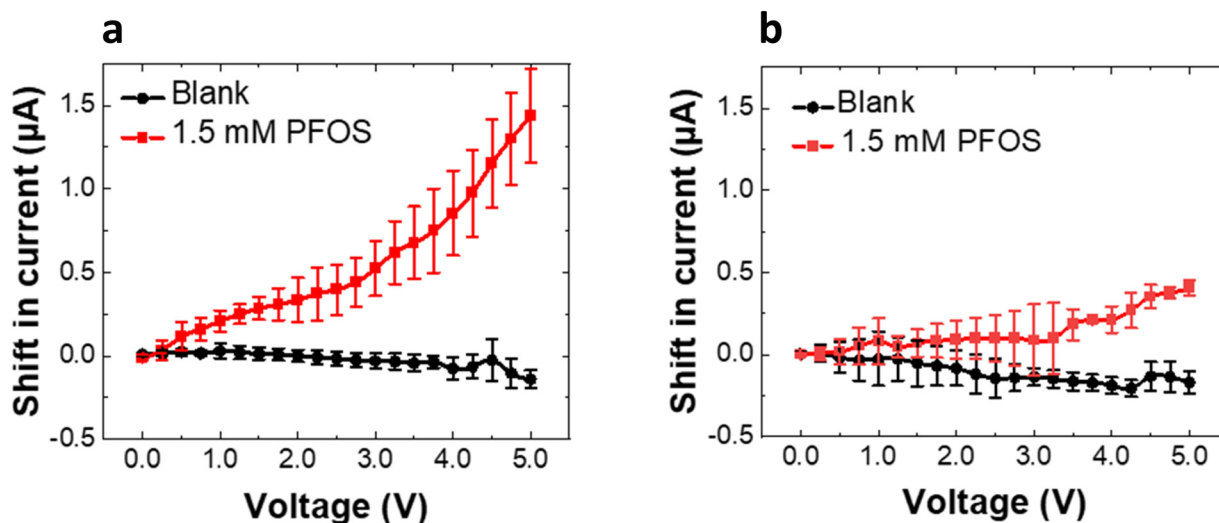 a
Shift in current (µA)
1.5
1.0
0.5
0.0
-0.5
Blank
1.5 mM PFOS
0.0 1.0 2.0 3.0 4.0 5.0
Voltage (V)
b
Shift in current (µA)
1.5
1.0
0.5
0.0
-0.5
Blank
1.5 mM PFOS
0.0 1.0 2.0 3.0 4.0 5.0
Voltage (V)